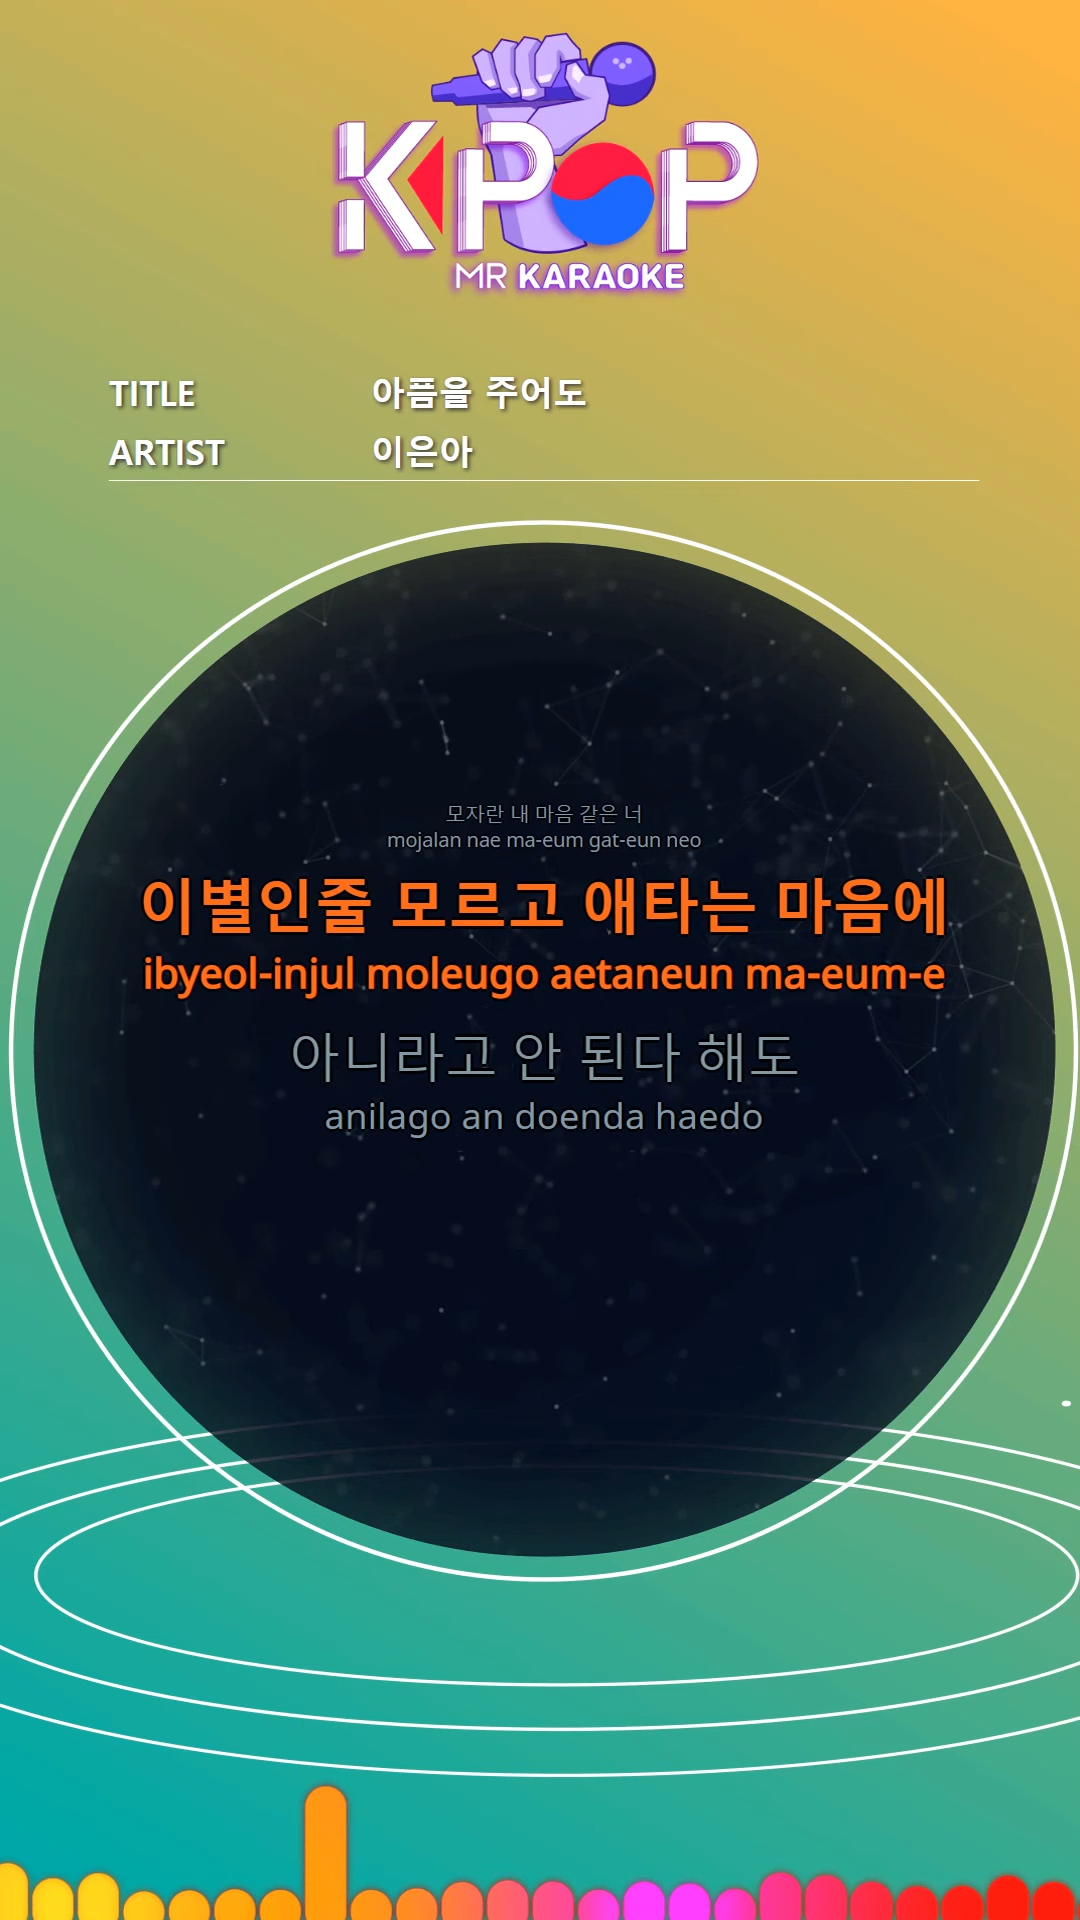 KPOP
MR KARAOKE
TITLE 아픔을 주어도
ARTIST 이은아
모자란 내 마음 같은 너
mojalan nae ma-eum gat-eun neo
이별인줄 모르고 애타는 마음에
ibyeol-injul moleugo aetaneun ma-eum-e
아니라고 안 된다 해도
anilago an doenda haedo